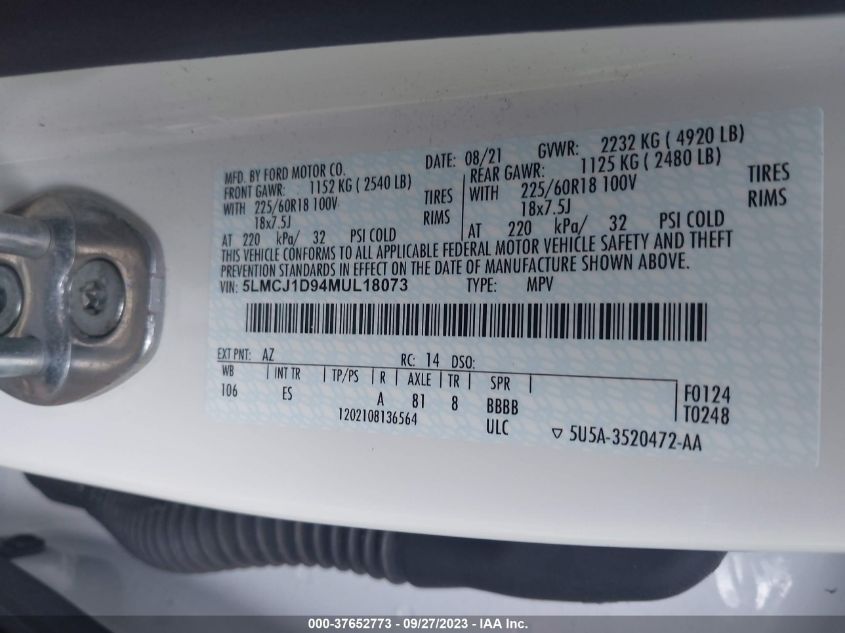 MFD. BY FORD MOTOR CO. DATE: 08/21 GVWR: 2232 KG ( 4920 LB)
FRONT GAWR: 1152 KG ( 2540 LB) REAR GAWR: 1125 KG ( 2480 LB)
WITH 225/60R18 100V TIRES WITH 225/60R18 100V TIRES
18x7.5J RIMS 18x7.5J RIMS
AT 220 kPa/ 32 PSI COLD AT 220 kPa/ 32 PSI COLD
THIS VEHICLE CONFORMS TO ALL APPLICABLE FEDERAL MOTOR VEHICLE SAFETY AND THEFT
PREVENTION STANDARDS IN EFFECT ON THE DATE OF MANUFACTURE SHOWN ABOVE.
VIN: 5LMCJ1D94MUL18073 TYPE: MPV
EXT PNT: AZ RC: 14 DSO:
WB INT TR TP/PS R AXLE TR SPR
106 ES A 81 8 BBBB
F0124
T0248
1202108136564 ULC ▽ 5U5A-3520472-AA
000-37652773 - 09/27/2023 - IAA Inc.